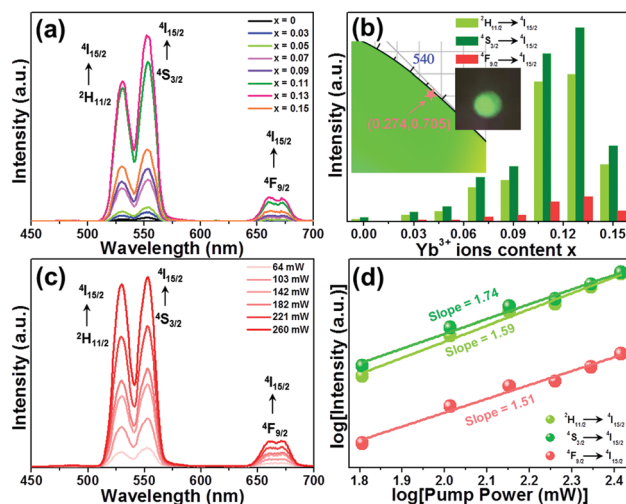 (a)
⁴I₁₅/₂
⁴I₁₅/₂
²H₁₁/₂
⁴S₃/₂
⁴I₁₅/₂
⁴F₉/₂
x = 0
x = 0.03
x = 0.05
x = 0.07
x = 0.09
x = 0.11
x = 0.13
x = 0.15
Intensity (a.u.)
450 500 550 600 650 700
Wavelength (nm)
(b)
²H₁₁/₂→⁴I₁₅/₂
⁴S₃/₂→⁴I₁₅/₂
⁴F₉/₂→⁴I₁₅/₂
540
(0.274,0.705)
Intensity (a.u.)
0.00 0.03 0.06 0.09 0.12 0.15
Yb³⁺ ions content x
(c)
⁴I₁₅/₂
⁴I₁₅/₂
²H₁₁/₂
⁴S₃/₂
⁴I₁₅/₂
⁴F₉/₂
64 mW
103 mW
142 mW
182 mW
221 mW
260 mW
Intensity (a.u.)
450 500 550 600 650 700
Wavelength (nm)
(d)
Slope = 1.74
Slope = 1.59
Slope = 1.51
²H₁₁/₂→⁴I₁₅/₂
⁴S₃/₂→⁴I₁₅/₂
⁴F₉/₂→⁴I₁₅/₂
log[Intensity (a.u.)]
1.8 1.9 2.0 2.1 2.2 2.3 2.4
log[Pump Power (mW)]